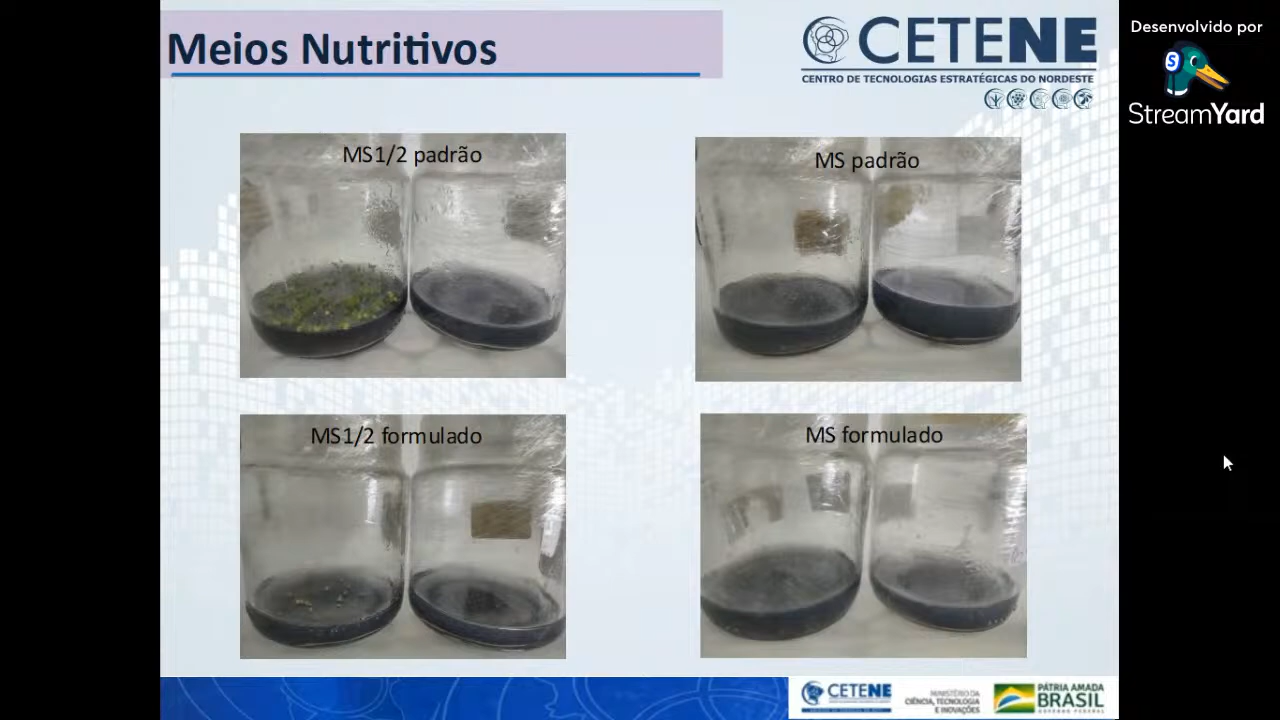 Meios Nutritivos
CETENE
CENTRO DE TECNOLOGIAS ESTRATÉGICAS DO NORDESTE
Desenvolvido por
StreamYard
MS1/2 padrão
MS padrão
MS1/2 formulado
MS formulado
CETENE
MINISTÉRIO DA
CIÊNCIA, TECNOLOGIA
E INOVAÇÕES
PÁTRIA AMADA
BRASIL
GOVERNO FEDERAL